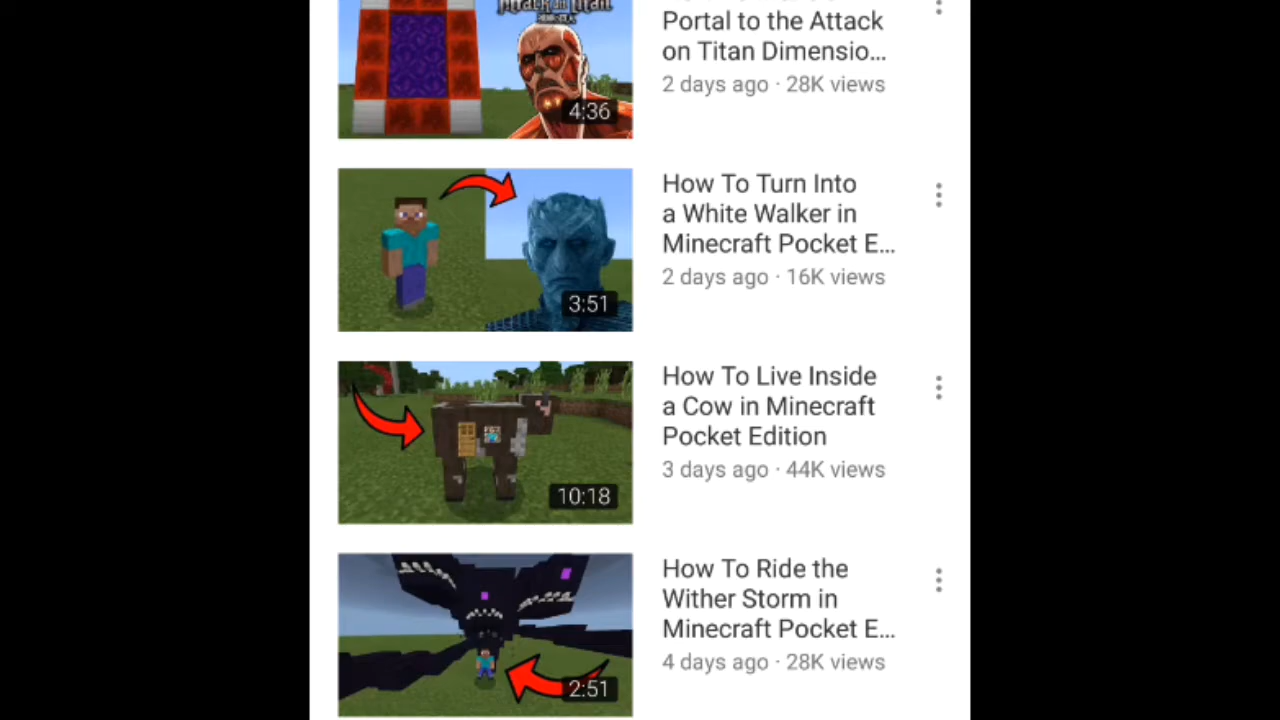 Attack on Titan
Portal to the Attack
on Titan Dimensio...
2 days ago · 28K views
4:36
How To Turn Into
a White Walker in
Minecraft Pocket E...
2 days ago · 16K views
3:51
How To Live Inside
a Cow in Minecraft
Pocket Edition
3 days ago · 44K views
10:18
How To Ride the
Wither Storm in
Minecraft Pocket E...
4 days ago · 28K views
2:51